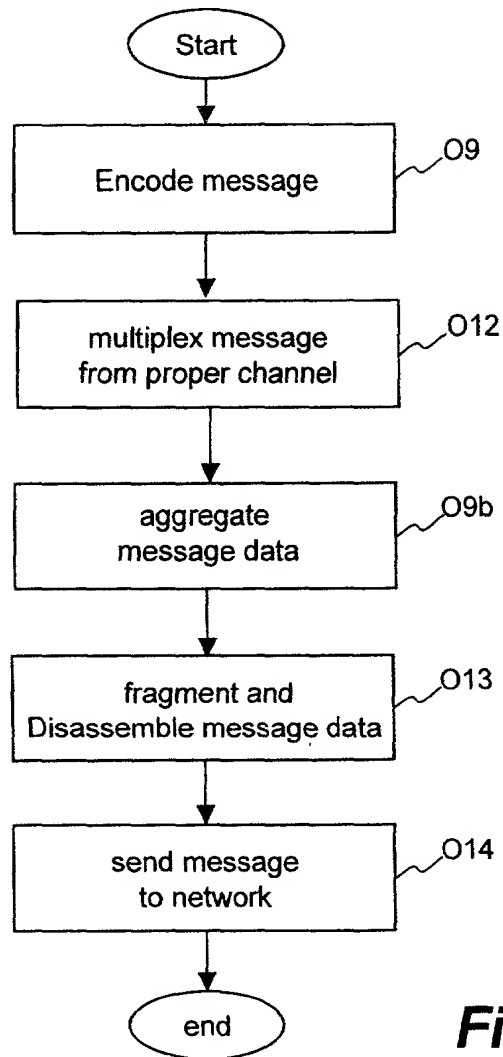 Start
Encode message
O9
multiplex message
from proper channel
O12
aggregate
message data
O9b
fragment and
Disassemble message data
O13
send message
to network
O14
end
Fi